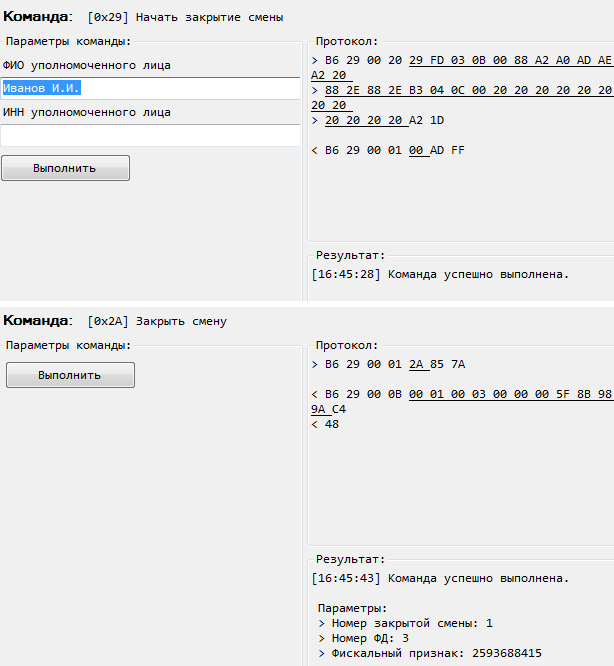 Команда: [0x29] Начать закрытие смены
Параметры команды:
ФИО уполномоченного лица
Иванов И.И.
ИНН уполномоченного лица
Выполнить
Протокол:
> B6 29 00 20 29 FD 03 0B 00 88 A2 A0 AD AE
A2 20
> 88 2E 88 2E B3 04 0C 00 20 20 20 20 20 20
20 20
> 20 20 20 20 A2 1D
< B6 29 00 01 00 AD FF
Результат:
[16:45:28] Команда успешно выполнена.
Команда: [0x2A] Закрыть смену
Параметры команды:
Выполнить
Протокол:
> B6 29 00 01 2A 85 7A
< B6 29 00 0B 00 01 00 03 00 00 00 5F 8B 98
9A C4
< 48
Результат:
[16:45:43] Команда успешно выполнена.
Параметры:
> Номер закрытой смены: 1
> Номер ФД: 3
> Фискальный признак: 2593688415